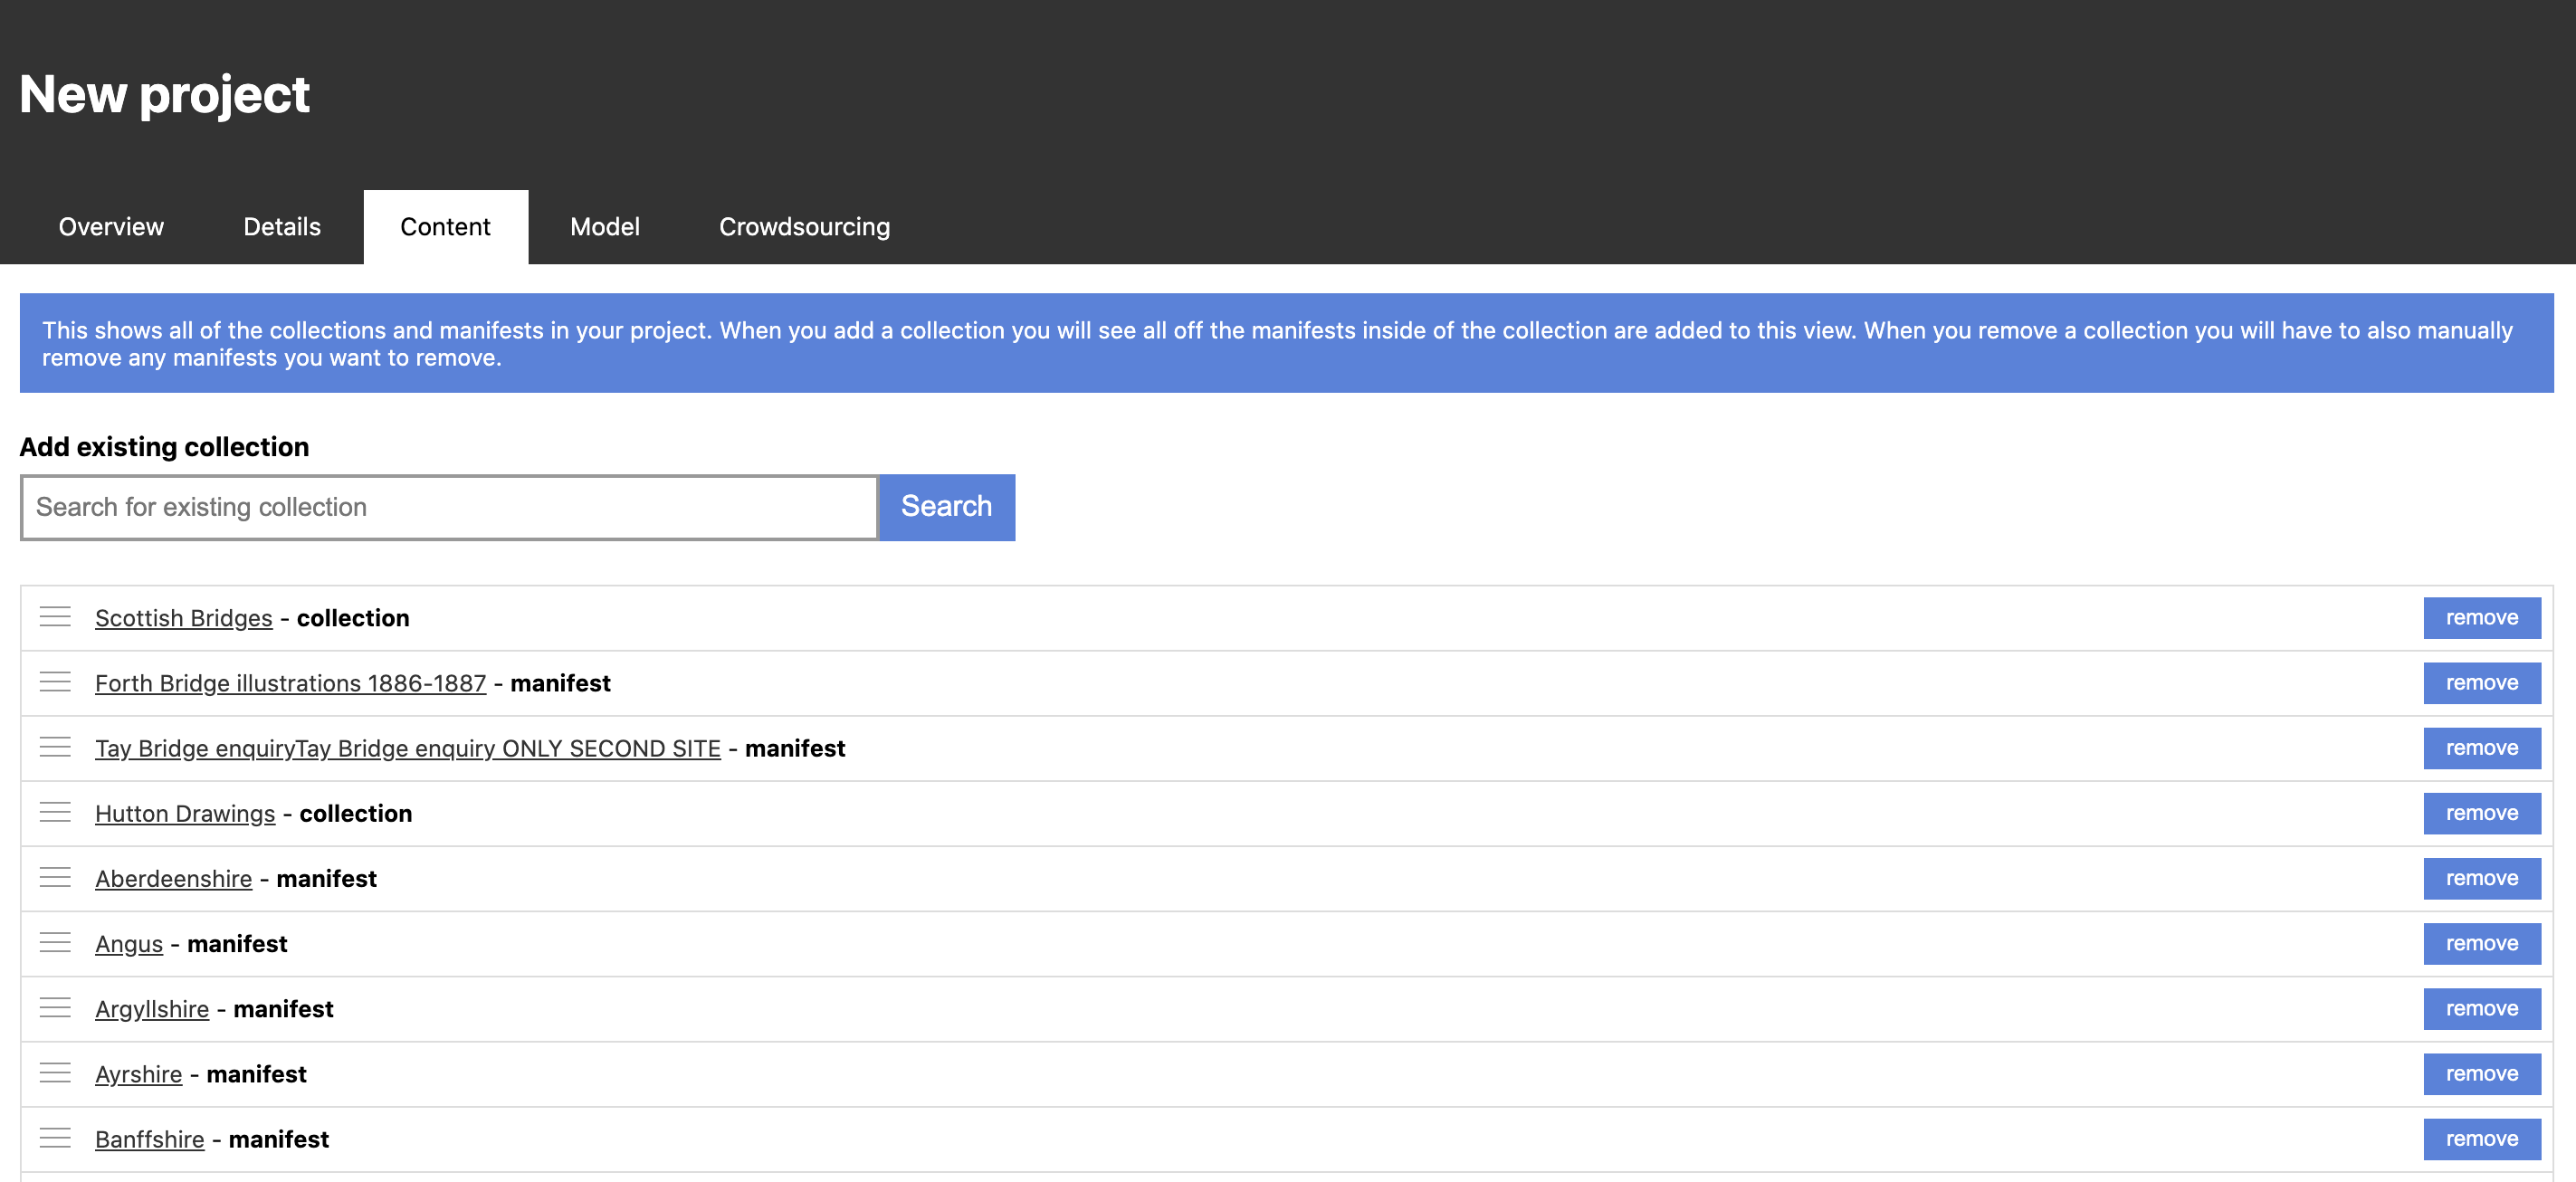 New project
Overview Details Content Model Crowdsourcing
This shows all of the collections and manifests in your project. When you add a collection you will see all off the manifests inside of the collection are added to this view. When you remove a collection you will have to also manually
remove any manifests you want to remove.
Add existing collection
Search for existing collection Search
Scottish Bridges - collection remove
Forth Bridge illustrations 1886-1887 - manifest remove
Tay Bridge enquiryTay Bridge enquiry ONLY SECOND SITE - manifest remove
Hutton Drawings - collection remove
Aberdeenshire - manifest remove
Angus - manifest remove
Argyllshire - manifest remove
Ayrshire - manifest remove
Banffshire - manifest remove